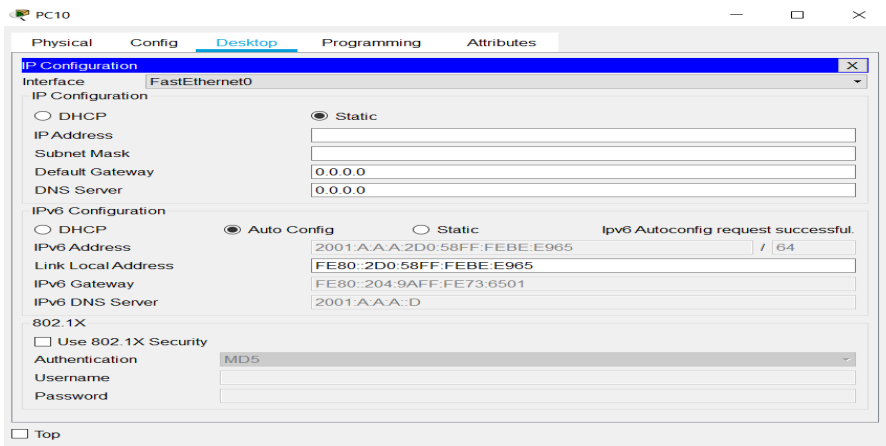 PC10
Physical Config Desktop Programming Attributes
IP Configuration X
Interface FastEthernet0
IP Configuration
DHCP Static
IP Address
Subnet Mask
Default Gateway 0.0.0.0
DNS Server 0.0.0.0
IPv6 Configuration
DHCP Auto Config Static Ipv6 Autoconfig request successful.
IPv6 Address 2001:A:A:A:2D0:58FF:FEBE:E965 / 64
Link Local Address FE80::2D0:58FF:FEBE:E965
IPv6 Gateway FE80::204:9AFF:FE73:6501
IPv6 DNS Server 2001:A:A:A::D
802.1X
Use 802.1X Security
Authentication MD5
Username
Password
Top